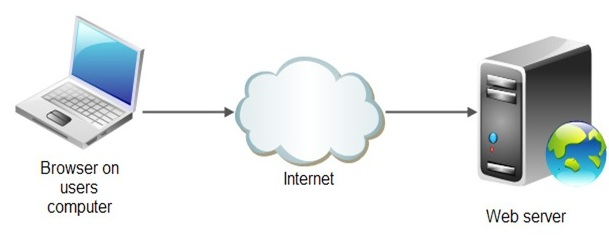 Browser on
users
computer
Internet
Web server